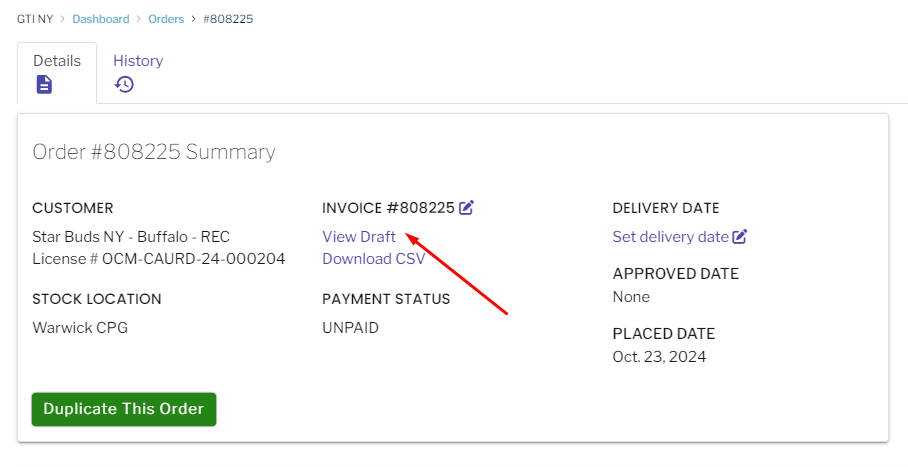 GTI NY > Dashboard > Orders > #808225
Details
History
Order #808225 Summary
CUSTOMER
Star Buds NY - Buffalo - REC
License # OCM-CAURD-24-000204
STOCK LOCATION
Warwick CPG
INVOICE #808225
View Draft
Download CSV
PAYMENT STATUS
UNPAID
DELIVERY DATE
Set delivery date
APPROVED DATE
None
PLACED DATE
Oct. 23, 2024
Duplicate This Order